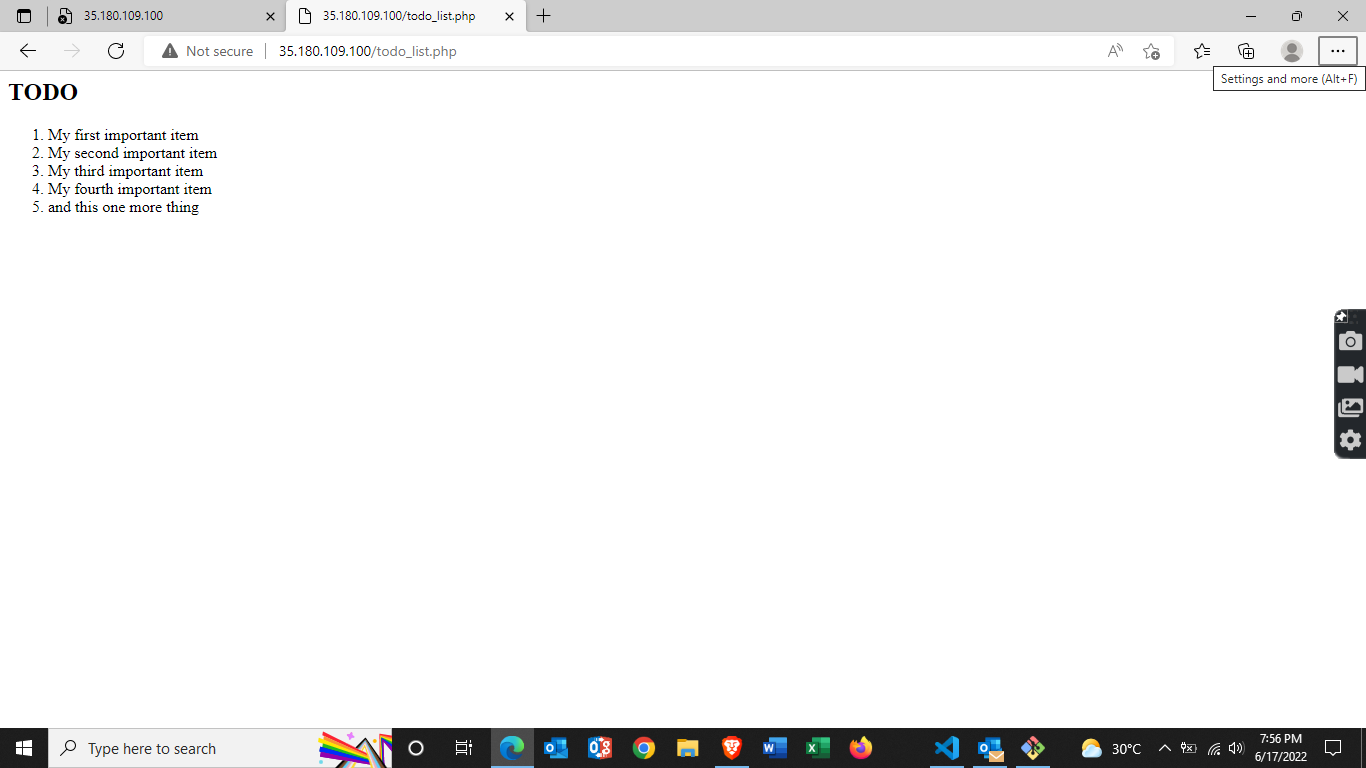 35.180.109.100
35.180.109.100/todo_list.php
Not secure
35.180.109.100/todo_list.php
Settings and more (Alt+F)
TODO
1. My first important item
2. My second important item
3. My third important item
4. My fourth important item
5. and this one more thing
Type here to search
30°C
7:56 PM
6/17/2022